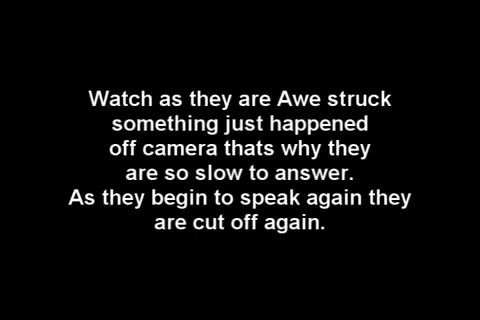 Watch as they are Awe struck
something just happened
off camera thats why they
are so slow to answer.
As they begin to speak again they
are cut off again.